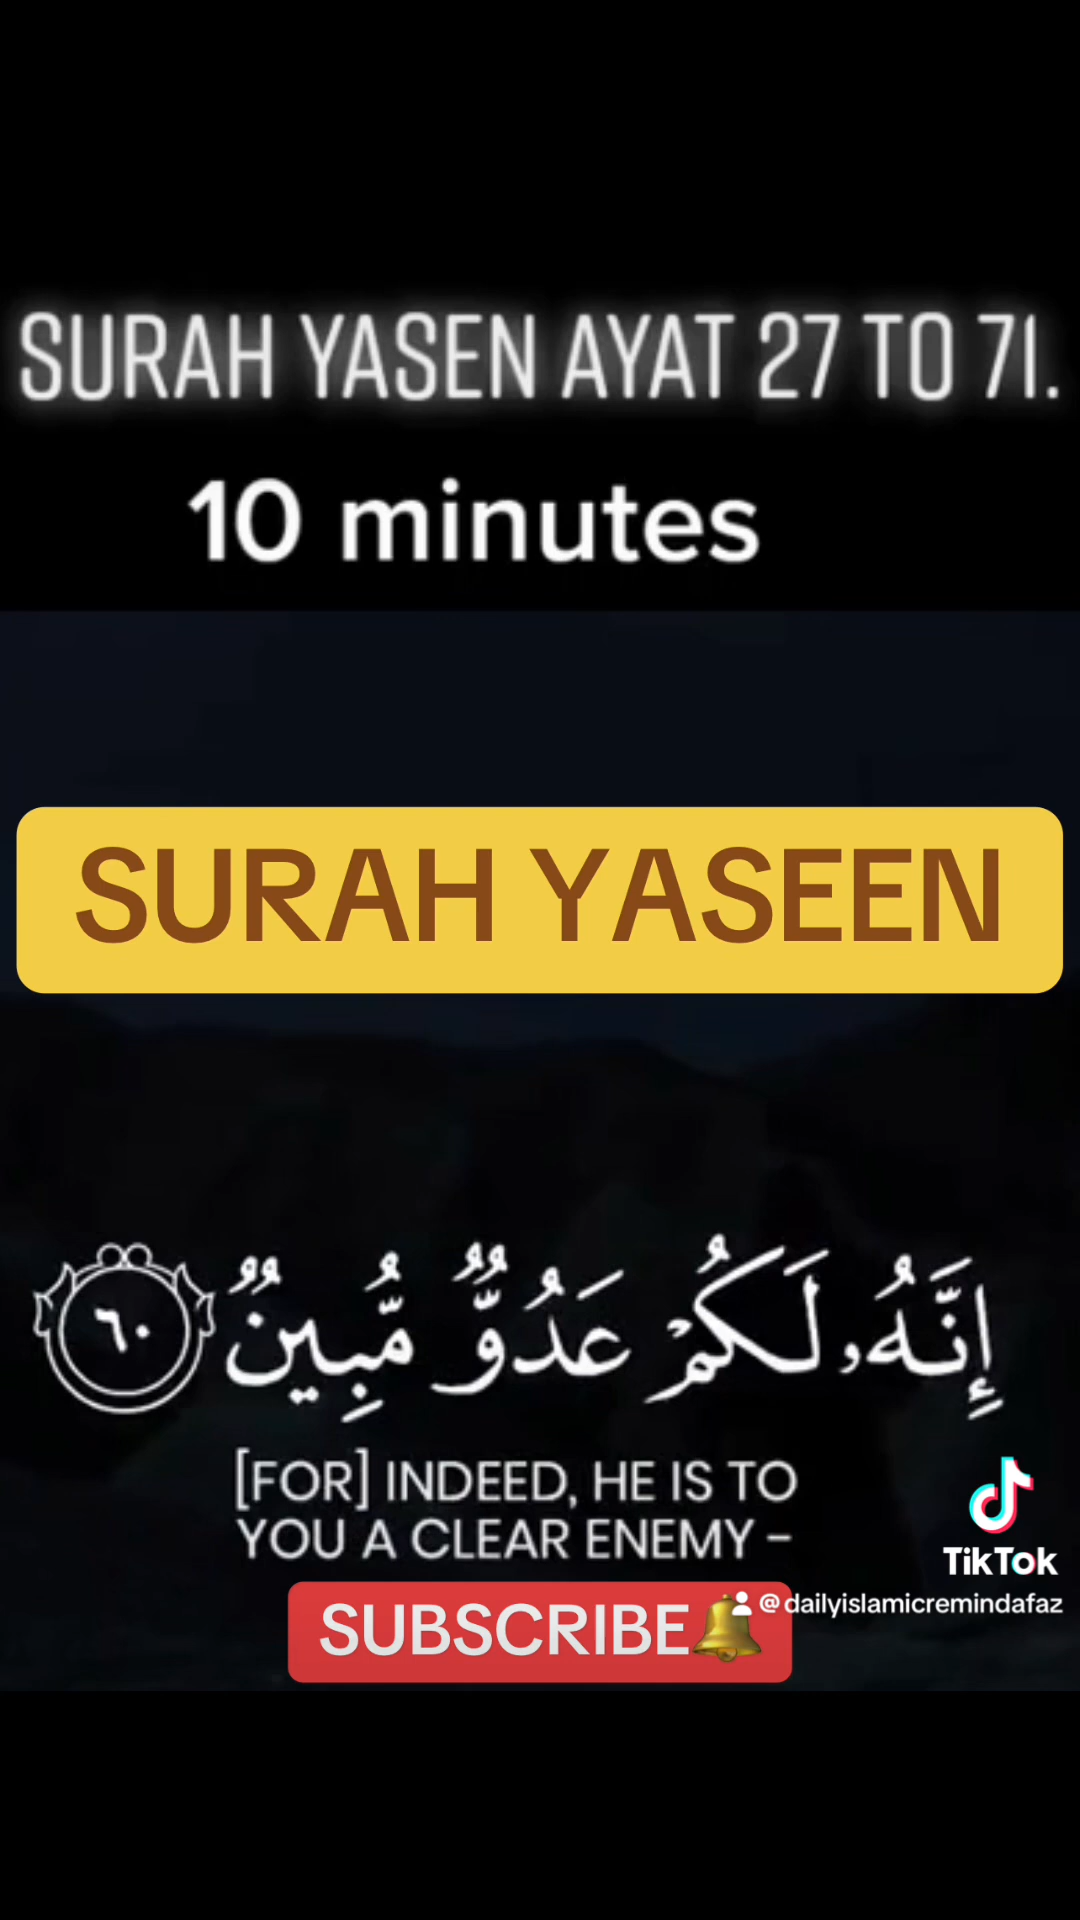 SURAH YASEN AYAT 27 TO 71.
10 minutes
SURAH YASEEN
إِنَّهُۥ لَكُمْ عَدُوٌّ مُّبِينٌ ٦٠
[FOR] INDEED, HE IS TO
YOU A CLEAR ENEMY –
TikTok
@dailyislamicremindafaz
SUBSCRIBE